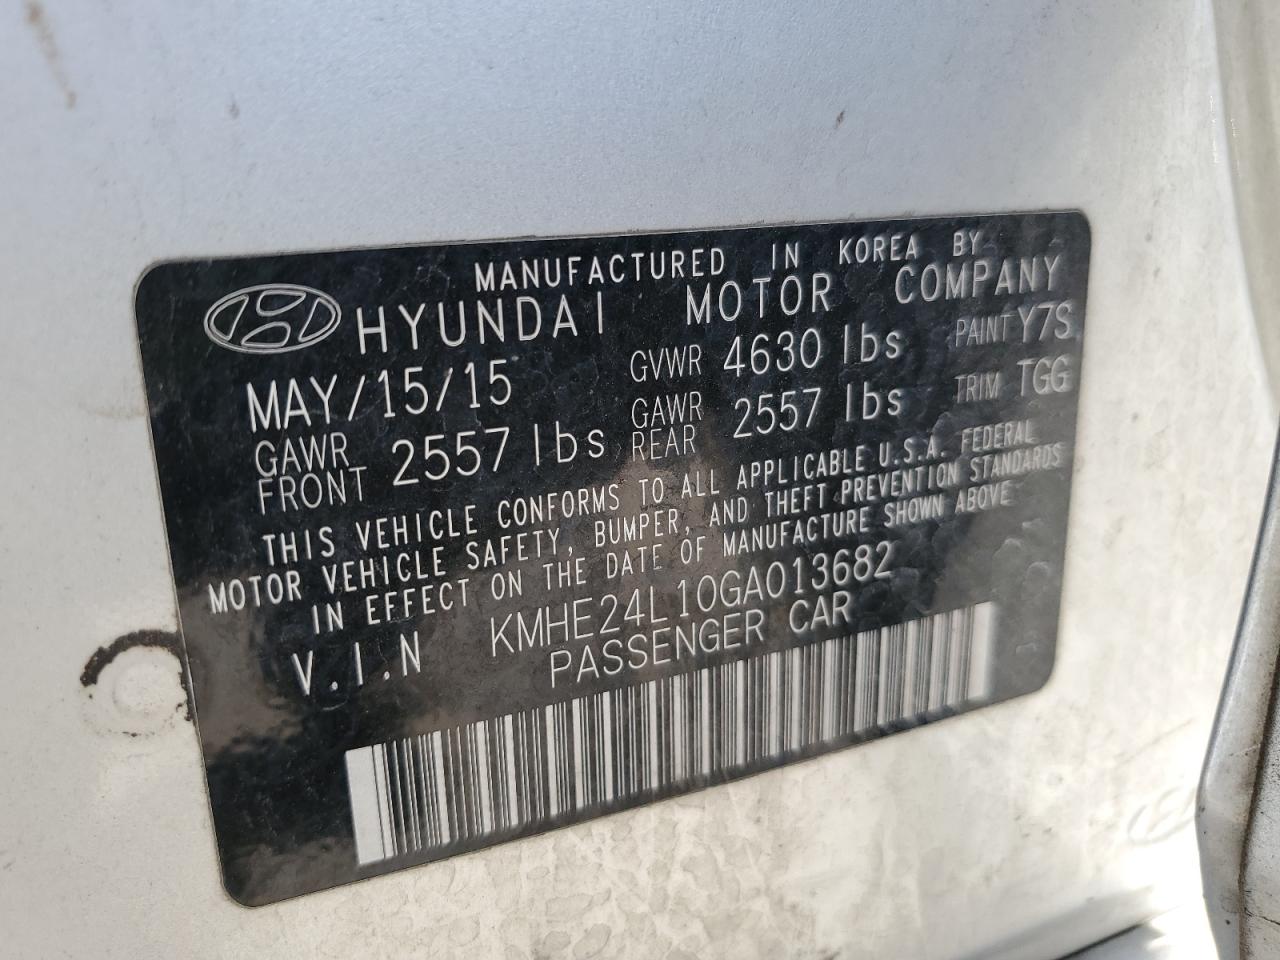 MANUFACTURED IN KOREA BY
HYUNDAI MOTOR COMPANY
MAY/15/15 GVWR 4630 lbs PAINT Y7S
GAWR FRONT 2557 lbs GAWR REAR 2557 lbs TRIM TGG
THIS VEHICLE CONFORMS TO ALL APPLICABLE U.S.A. FEDERAL
MOTOR VEHICLE SAFETY, BUMPER, AND THEFT PREVENTION STANDARDS
IN EFFECT ON THE DATE OF MANUFACTURE SHOWN ABOVE
V.I.N KMHE24L10GA013682
PASSENGER CAR